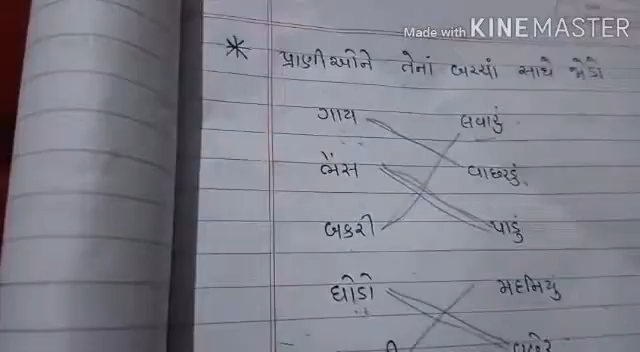 Made with KINEMASTER
* પ્રાણીઓને તેનાં બચ્ચાં સાથે જોડો
ગાય લવારું
ભેંસ વાછરડું
બકરી પાડું
ઘોડો મદનિયું